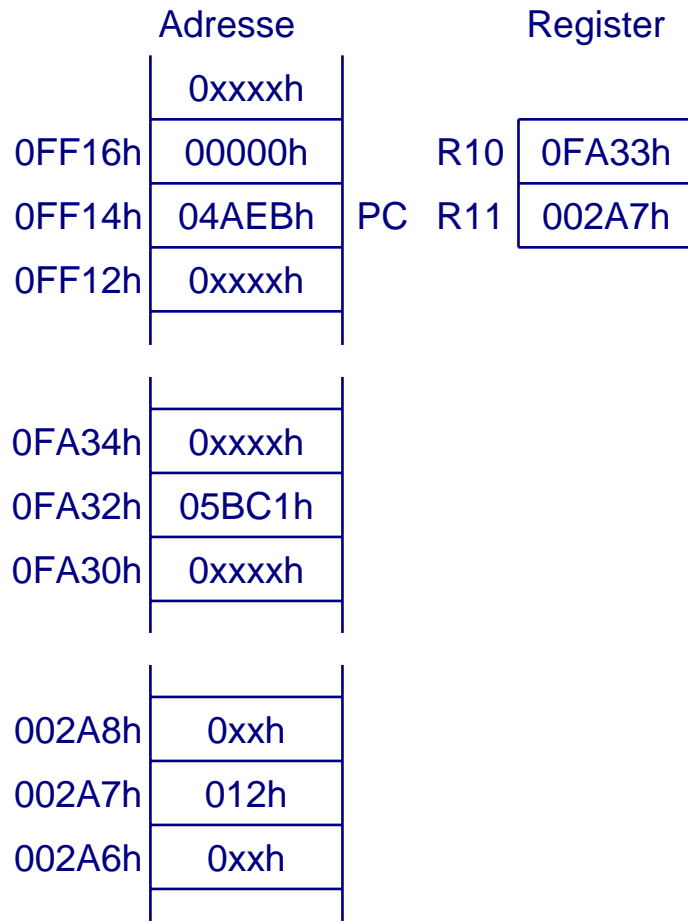 Adresse Register
0xxxxh
0FF16h 00000h R10 0FA33h
0FF14h 04AEBh PC R11 002A7h
0FF12h 0xxxxh
0FA34h 0xxxxh
0FA32h 05BC1h
0FA30h 0xxxxh
002A8h 0xxh
002A7h 012h
002A6h 0xxh